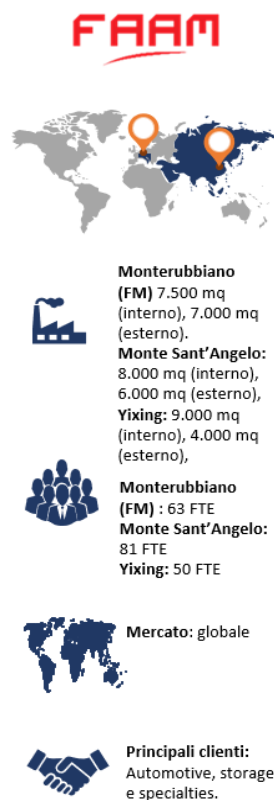 FAAM
Monterubbiano
(FM) 7.500 mq
(interno), 7.000 mq
(esterno).
Monte Sant'Angelo:
8.000 mq (interno),
6.000 mq (esterno),
Yixing: 9.000 mq
(interno), 4.000 mq
(esterno),
Monterubbiano
(FM) : 63 FTE
Monte Sant'Angelo:
81 FTE
Yixing: 50 FTE
Mercato: globale
Principali clienti:
Automotive, storage
e specialties.